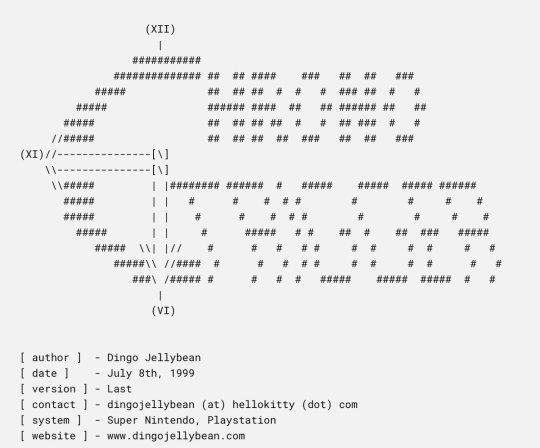 (XII)
                      |
                  ###########
               ############## ##  ## ####    ###   ##  ##   ###
            #####             ##  ## ##  #  #   #  ### ##  #   #
         #####                ###### ####  ##   ## ###### ##   ##
       #####                  ##  ## ## ##  #   #  ## ###  #   #
     //#####                  ##  ## ##  ##  ###   ##  ##   ###
(XI)//---------------[\]
    \\---------------[\]
     \\#####         | |######## ######  #   #####    #####  ##### ######
       #####         | |   #      #    #  # #        #        #     #    #
       #####         | |    #      #    #  # #        #        #     #    #
         #####       | |     #      #####   # #    ##  #    ##  ###   #####
            #####  \\| |//    #      #   #   # #     #  #     #  #     #   #
               #####\\ //####  #      #   #  # #     #  #     #  #      #   #
                  ###\ /##### #      #   #  #   #####    #####  #####  #   #
                      |
                     (VI)
[ author ]  - Dingo Jellybean
[ date ]    - July 8th, 1999
[ version ] - Last
[ contact ] - dingojellybean (at) hellokitty (dot) com
[ system ]  - Super Nintendo, Playstation
[ website ] - www.dingojellybean.com